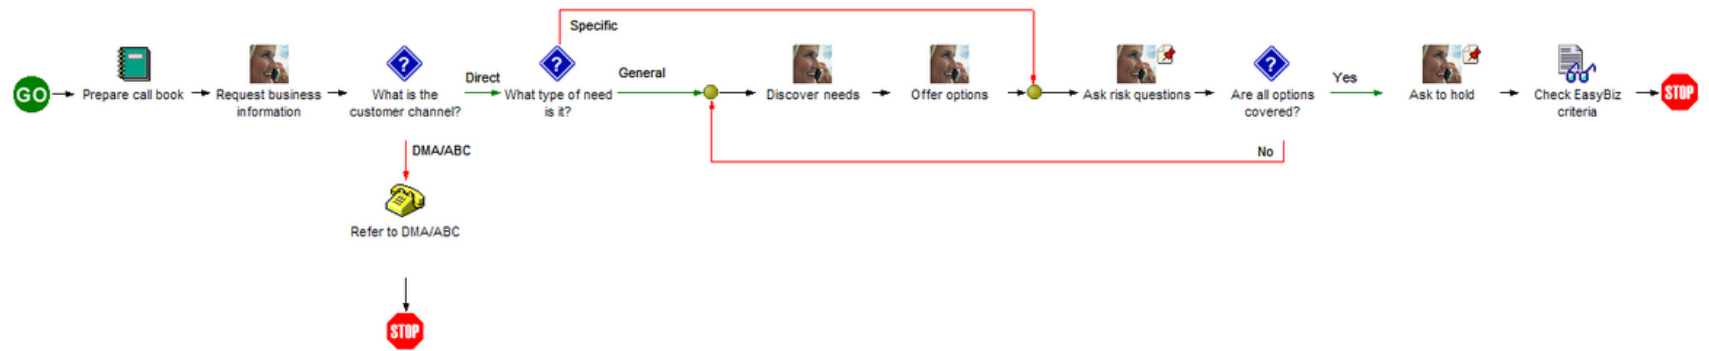 Specific
General
Direct
Yes
GO
Prepare call book
Request business
information
What is the
customer channel?
What type of need
is it?
Discover needs
Offer options
Ask risk questions
Are all options
covered?
Ask to hold
Check EasyBiz
criteria
STOP
DMA/ABC
No
Refer to DMA/ABC
STOP